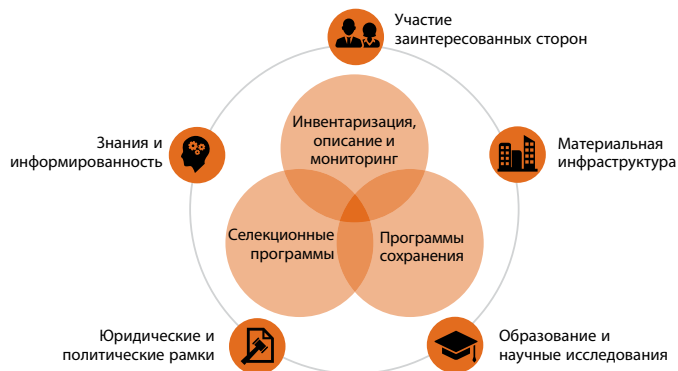 Участие
заинтересованных сторон
Инвентаризация,
описание и
мониторинг
Знания и
информированность
Материальная
инфраструктура
Селекционные
программы
Программы
сохранения
Юридические и
политические рамки
Образование и
научные исследования